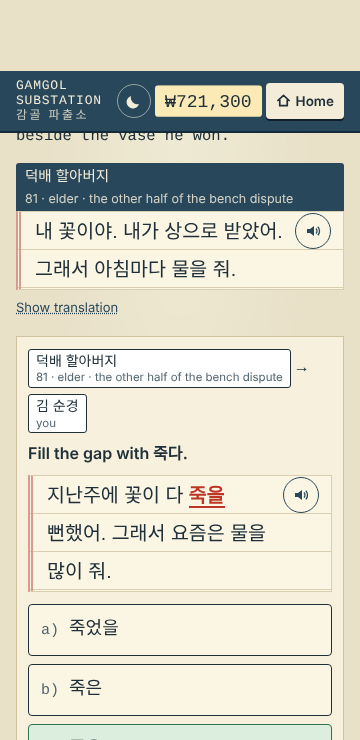 GAMGOL
SUBSTATION
감골 파출소
₩721,300
Home
beside the vase he won.
덕배 할아버지
81 · elder · the other half of the bench dispute
내 꽃이야. 내가 상으로 받았어.
그래서 아침마다 물을 줘.
Show translation
덕배 할아버지
81 · elder · the other half of the bench dispute
→
김 순경
you
Fill the gap with 죽다.
지난주에 꽃이 다 죽을
뻔했어. 그래서 요즘은 물을
많이 줘.
a) 죽었을
b) 죽은